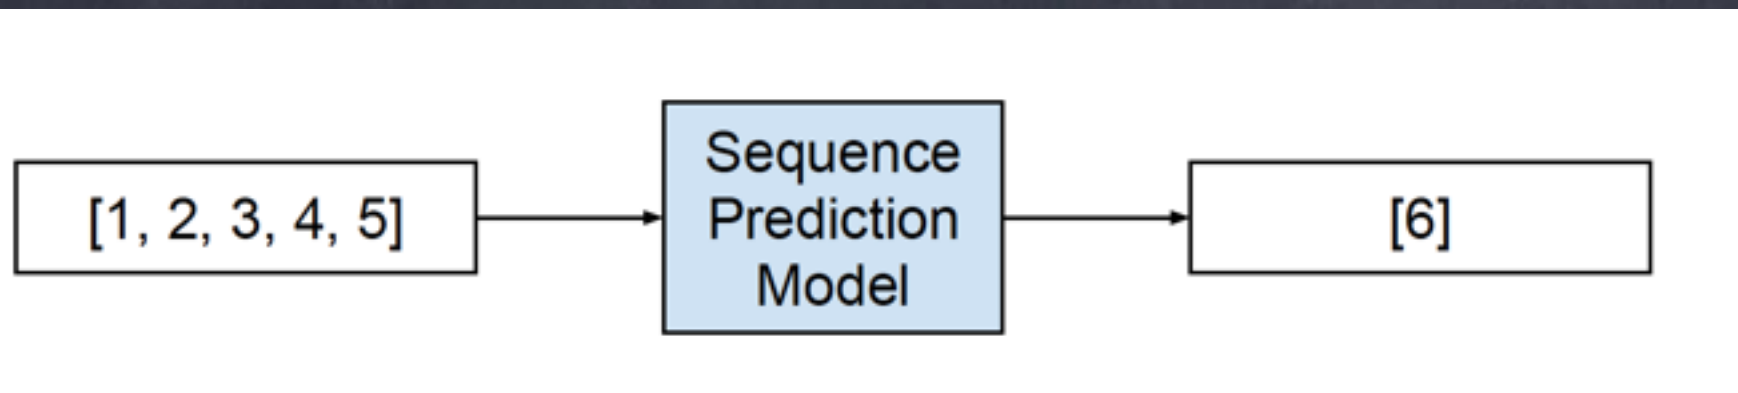 [1, 2, 3, 4, 5]
Sequence
Prediction
Model
[6]